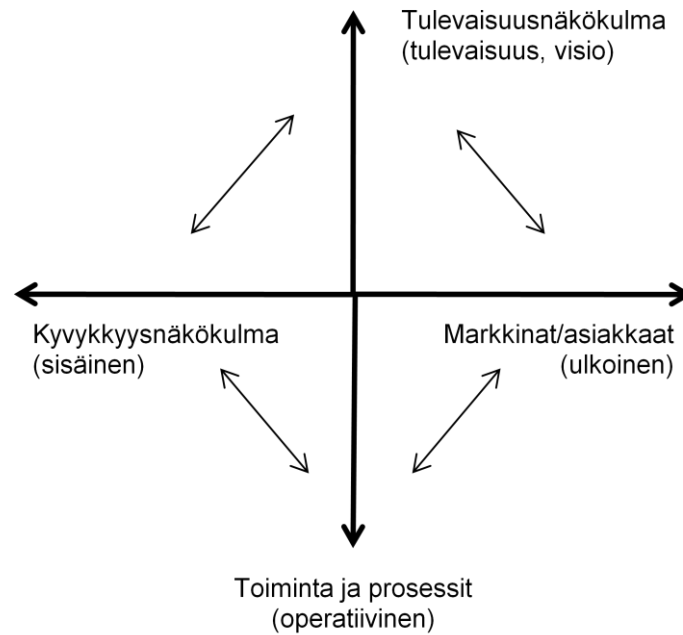 Tulevaisuusnäkökulma
(tulevaisuus, visio)
Kyvykkyysnäkökulma
(sisäinen)
Markkinat/asiakkaat
(ulkoinen)
Toiminta ja prosessit
(operatiivinen)